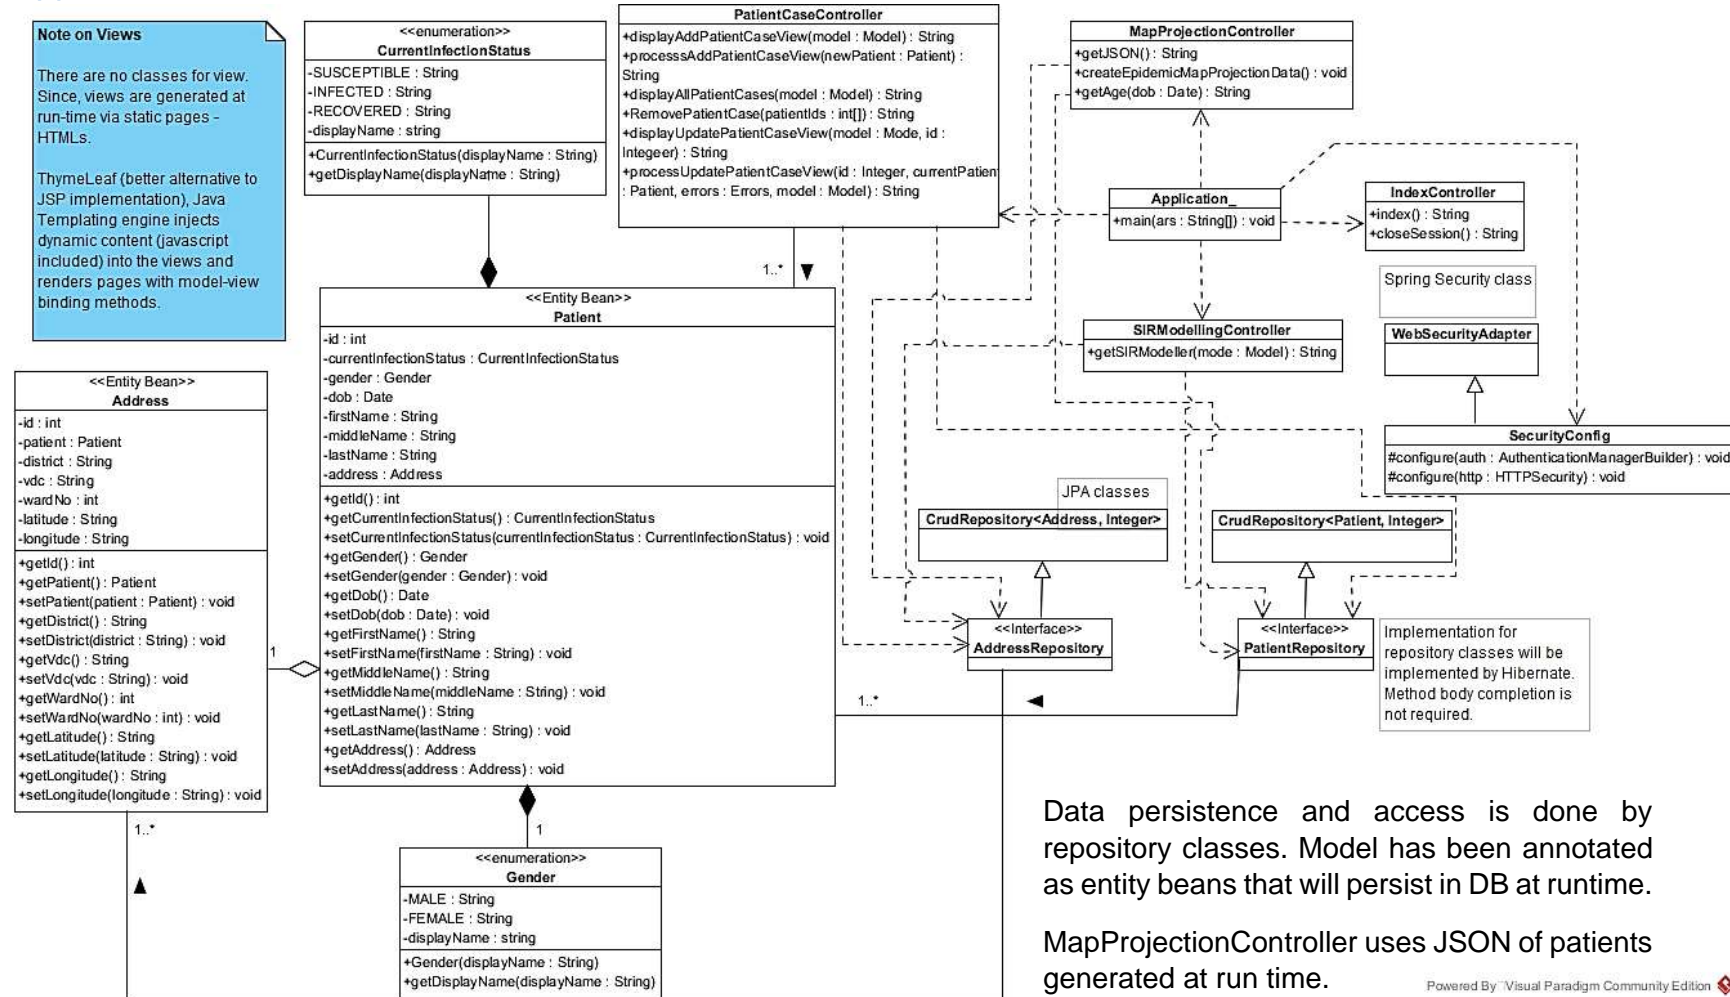 Note on Views
There are no classes for view.
Since, views are generated at
run-time via static pages -
HTMLs.
ThymeLeaf (better alternative to
JSP implementation), Java
Templating engine injects
dynamic content (javascript
included) into the views and
renders pages with model-view
binding methods.
<<enumeration>>
CurrentInfectionStatus
-SUSCEPTIBLE : String
-INFECTED : String
-RECOVERED : String
-displayName : string
+CurrentInfectionStatus(displayName : String)
+getDisplayName(displayName : String)
PatientCaseController
+displayAddPatientCaseView(model : Model) : String
+processsAddPatientCaseView(newPatient : Patient) :
String
+displayAllPatientCases(model : Model) : String
+RemovePatientCase(patientIds : int[]) : String
+displayUpdatePatientCaseView(model : Mode, id :
Integeer) : String
+processUpdatePatientCaseView(id : Integer, currentPatient
: Patient, errors : Errors, model : Model) : String
MapProjectionController
+getJSON() : String
+createEpidemicMapProjectionData() : void
+getAge(dob : Date) : String
Application_
+main(ars : String[]) : void
IndexController
+index() : String
+closeSession() : String
Spring Security class
WebSecurityAdapter
SIRModellingController
+getSIRModeller(mode : Model) : String
SecurityConfig
#configure(auth : AuthenticationManagerBuilder) : void
#configure(http : HTTPSecurity) : void
1..*
<<Entity Bean>>
Patient
-id : int
-currentInfectionStatus : CurrentInfectionStatus
-gender : Gender
-dob : Date
-firstName : String
-middleName : String
-lastName : String
-address : Address
+getId() : int
+getCurrentInfectionStatus() : CurrentInfectionStatus
+setCurrentInfectionStatus(currentInfectionStatus : CurrentInfectionStatus) : void
+getGender() : Gender
+setGender(gender : Gender) : void
+getDob() : Date
+setDob(dob : Date) : void
+getFirstName() : String
+setFirstName(firstName : String) : void
+getMiddleName() : String
+setMiddleName(middleName : String) : void
+getLastName() : String
+setLastName(lastName : String) : void
+getAddress() : Address
+setAddress(address : Address) : void
<<Entity Bean>>
Address
-id : int
-patient : Patient
-district : String
-vdc : String
-wardNo : int
-latitude : String
-longitude : String
+getId() : int
+getPatient() : Patient
+setPatient(patient : Patient) : void
+getDistrict() : String
+setDistrict(district : String) : void
+getVdc() : String
+setVdc(vdc : String) : void
+getWardNo() : int
+setWardNo(wardNo : int) : void
+getLatitude() : String
+setLatitude(latitude : String) : void
+getLongitude() : String
+setLongitude(longitude : String) : void
1
1..*
JPA classes
CrudRepository<Address, Integer>
CrudRepository<Patient, Integer>
<<Interface>>
AddressRepository
<<Interface>>
PatientRepository
Implementation for
repository classes will be
implemented by Hibernate.
Method body completion is
not required.
1..*
1
<<enumeration>>
Gender
-MALE : String
-FEMALE : String
-displayName : string
+Gender(displayName : String)
+getDisplayName(displayName : String)
Data persistence and access is done by
repository classes. Model has been annotated
as entity beans that will persist in DB at runtime.
MapProjectionController uses JSON of patients
generated at run time.
Powered By Visual Paradigm Community Edition